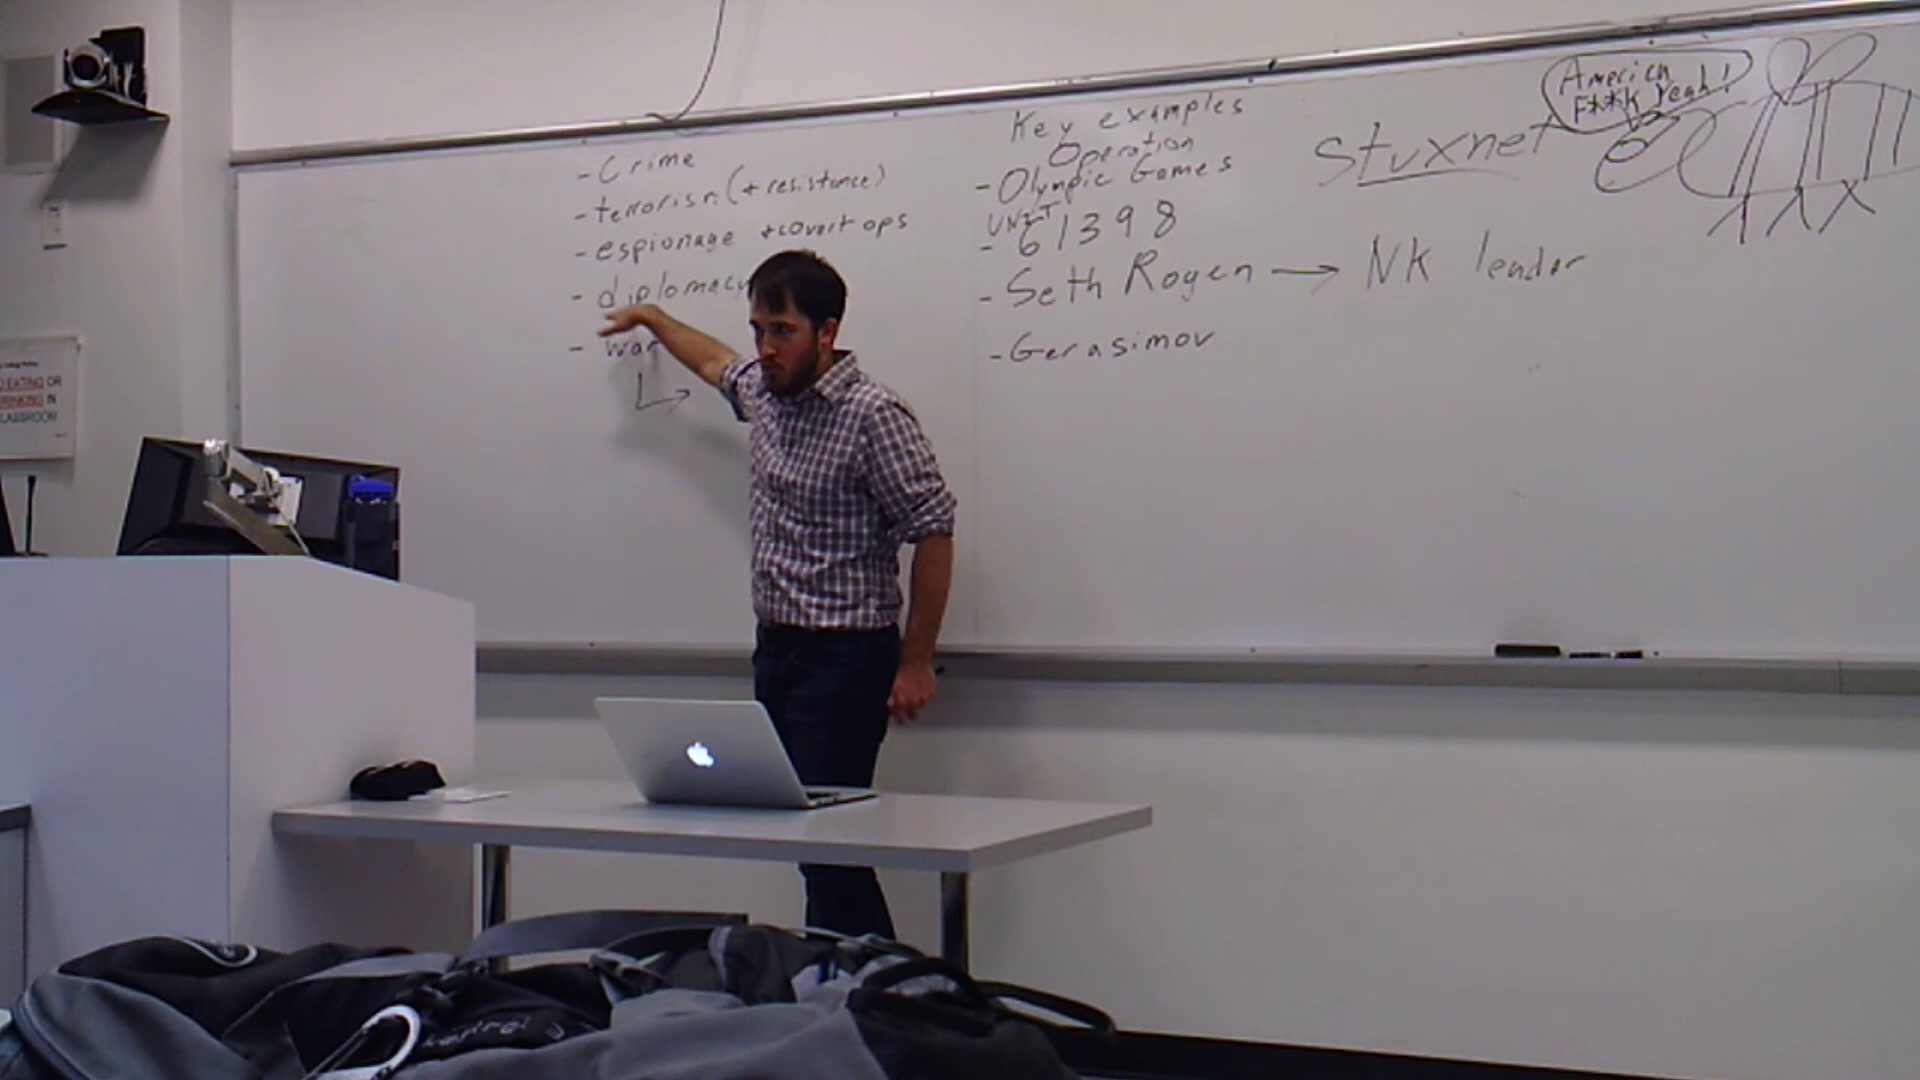 - Crime
- terrorism (+ resistance)
- espionage + covert ops
- diplomacy
- war
Key examples
Operation
- Olympic Games
UNIT
- 61398
- Seth Rogen → NK leader
- Gerasimov
Stuxnet
America
F**k Yeah!
EATING OR
DRINKING IN
CLASSROOM